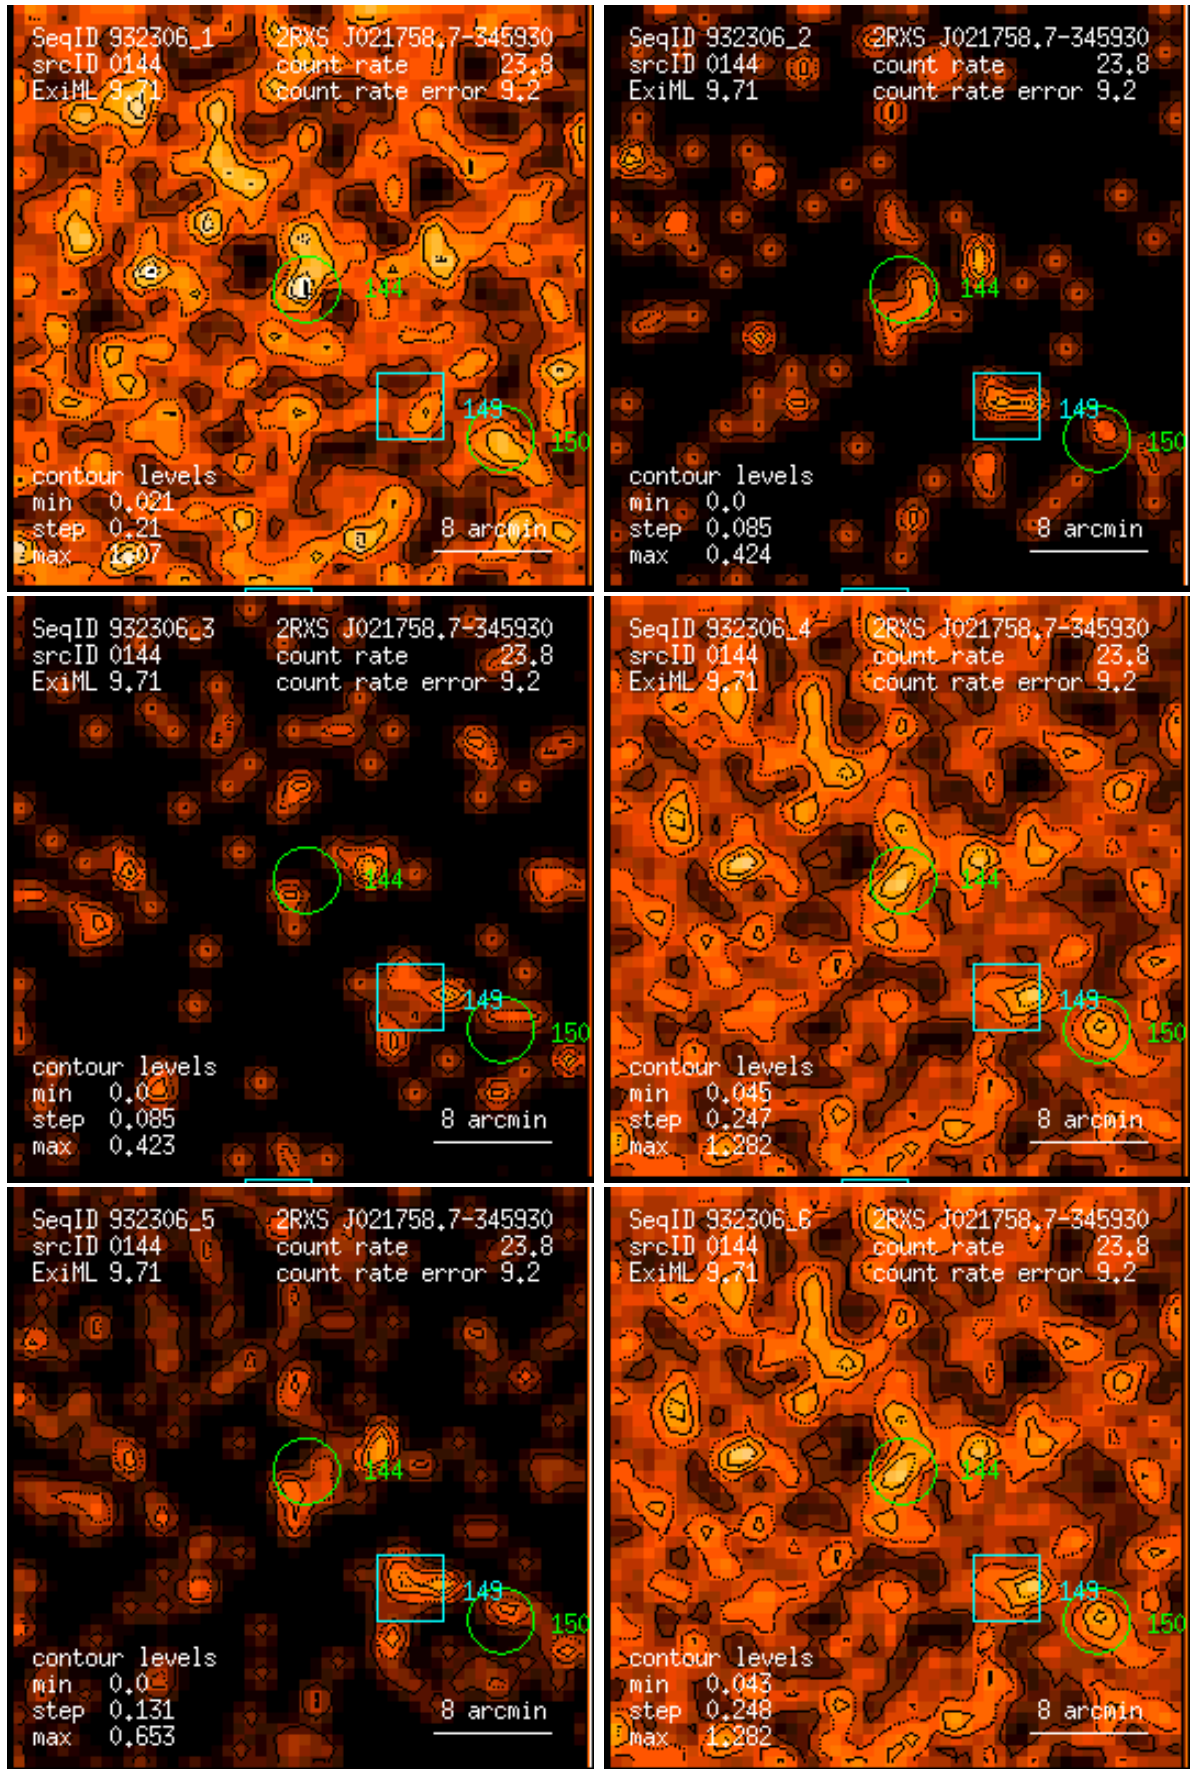 SeqID 932306_1 2RXS J021758.7-345930
srcID 0144 count rate 23.8
ExiML 9.71 count rate error 9.2
144
149
150
contour levels
min 0.021
step 0.21
max 1.07
8 arcmin
SeqID 932306_2 2RXS J021758.7-345930
srcID 0144 count rate 23.8
ExiML 9.71 count rate error 9.2
144
149
150
contour levels
min 0.0
step 0.085
max 0.424
8 arcmin
SeqID 932306_3 2RXS J021758.7-345930
srcID 0144 count rate 23.8
ExiML 9.71 count rate error 9.2
144
149
150
contour levels
min 0.0
step 0.085
max 0.423
8 arcmin
SeqID 932306_4 2RXS J021758.7-345930
srcID 0144 count rate 23.8
ExiML 9.71 count rate error 9.2
144
149
150
contour levels
min 0.045
step 0.247
max 1.282
8 arcmin
SeqID 932306_5 2RXS J021758.7-345930
srcID 0144 count rate 23.8
ExiML 9.71 count rate error 9.2
144
149
150
contour levels
min 0.0
step 0.131
max 0.653
8 arcmin
SeqID 932306_6 2RXS J021758.7-345930
srcID 0144 count rate 23.8
ExiML 9.71 count rate error 9.2
144
149
150
contour levels
min 0.043
step 0.248
max 1.282
8 arcmin